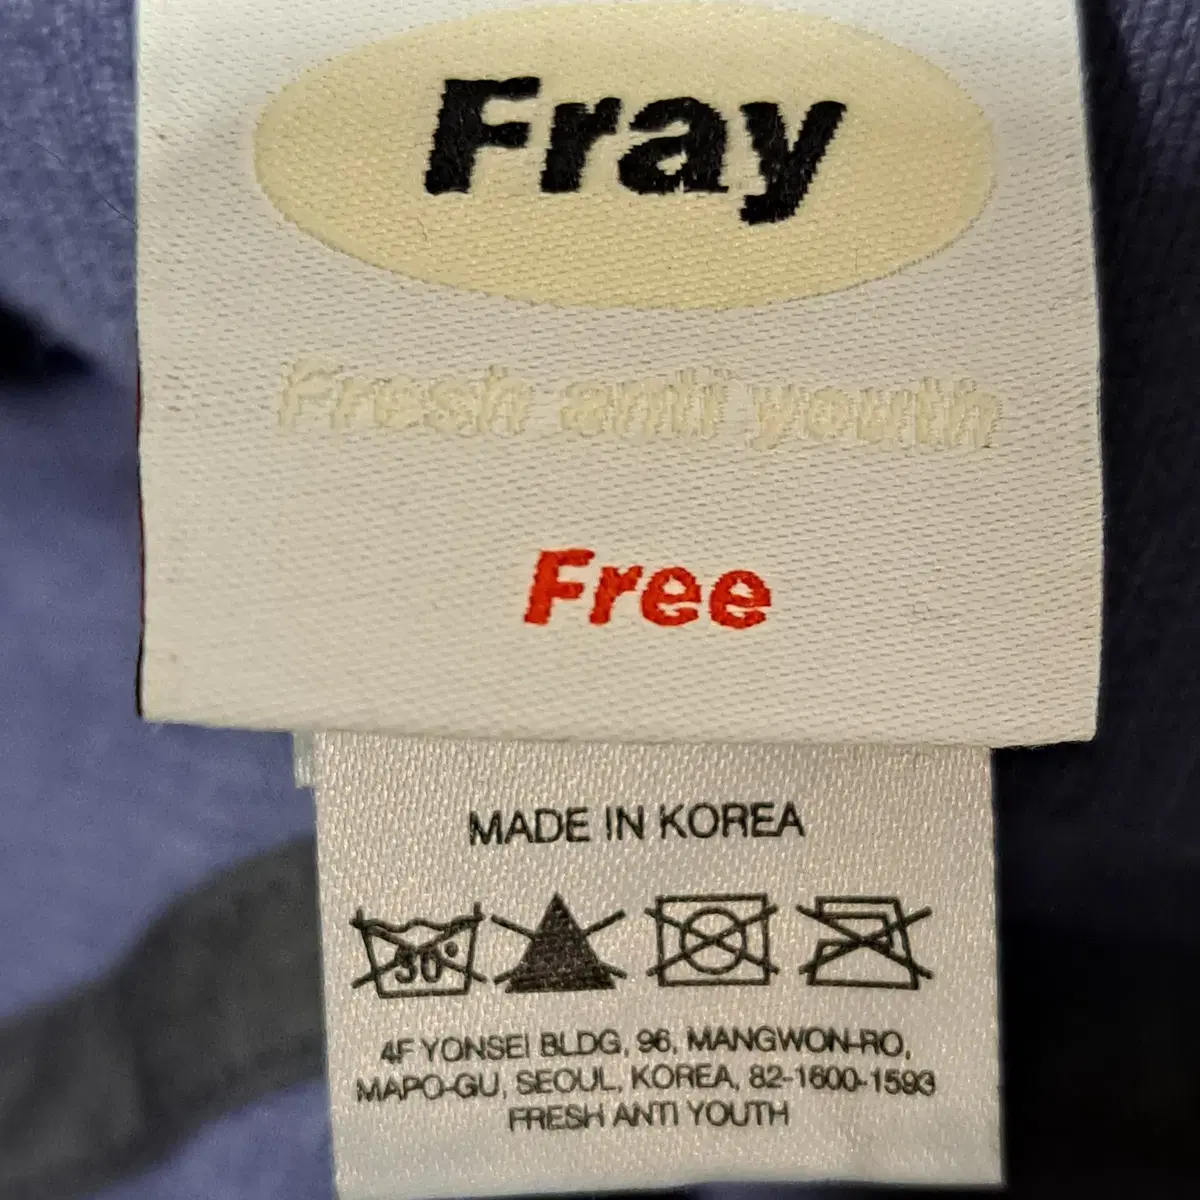 Fray
Fresh anti youth
Free
MADE IN KOREA
30°
4F YONSEI BLDG, 96, MANGWON-RO,
MAPO-GU, SEOUL, KOREA, 82-1600-1593
FRESH ANTI YOUTH